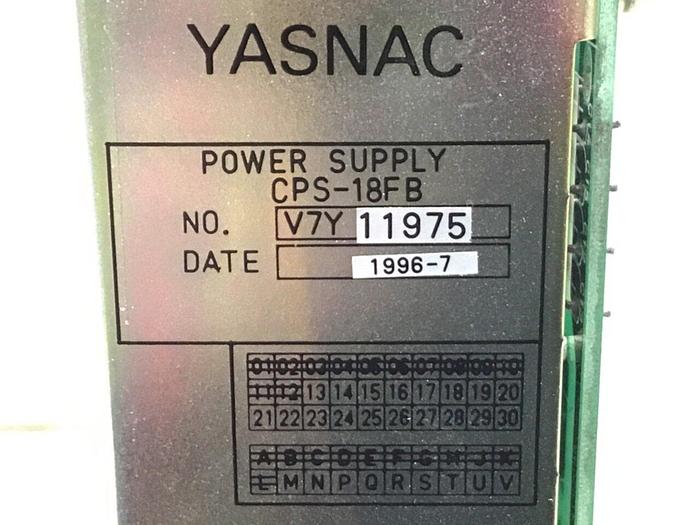 YASNAC
POWER SUPPLY
CPS-18FB
NO. V7Y 11975
DATE 1996-7
01 02 03 04 05 06 07 08 09 10
11 12 13 14 15 16 17 18 19 20
21 22 23 24 25 26 27 28 29 30
A B C D E F G H J K
L M N P Q R S T U V